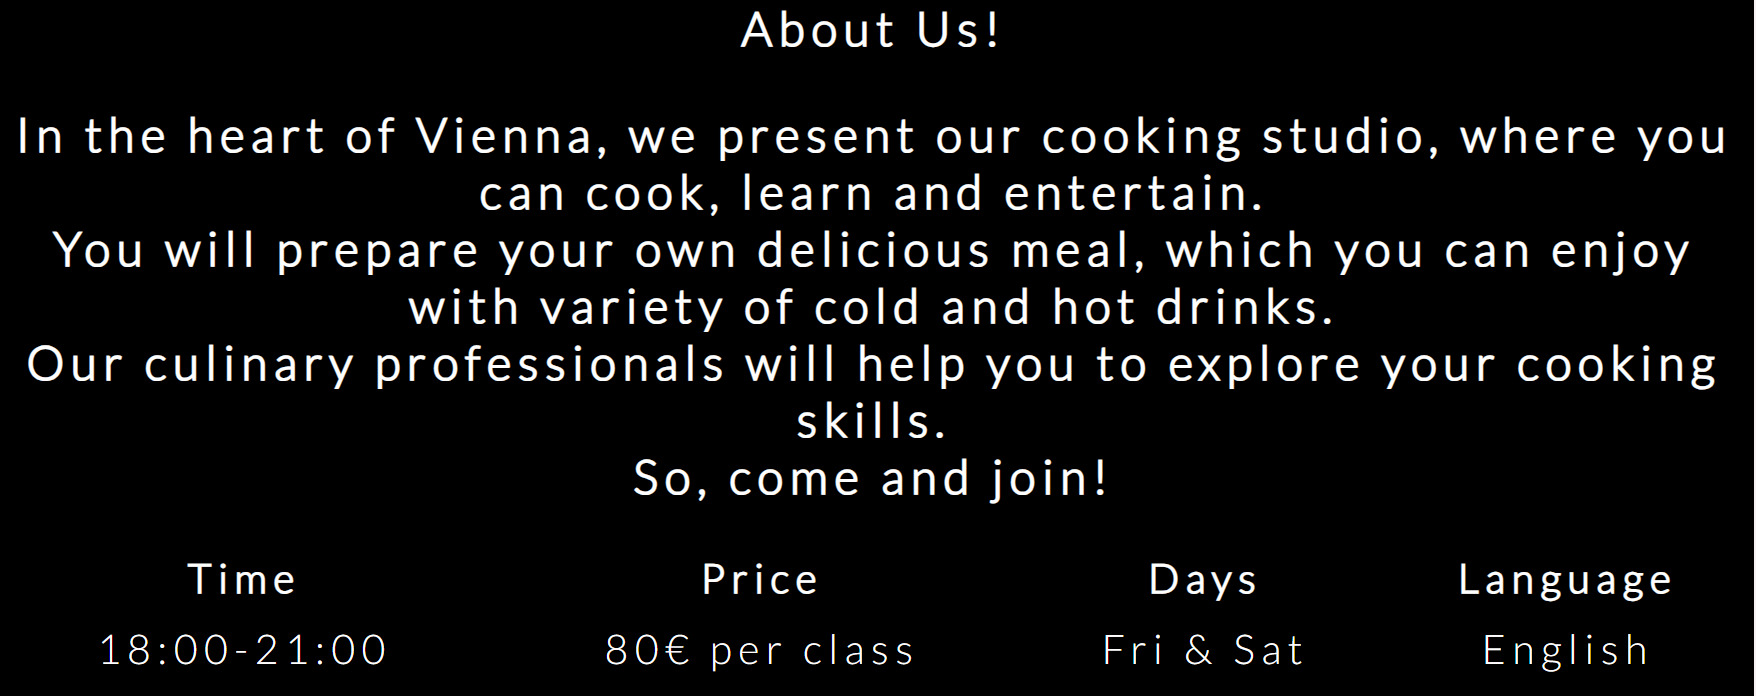 About Us!
In the heart of Vienna, we present our cooking studio, where you
can cook, learn and entertain.
You will prepare your own delicious meal, which you can enjoy
with variety of cold and hot drinks.
Our culinary professionals will help you to explore your cooking
skills.
So, come and join!
Time Price Days Language
18:00-21:00 80€ per class Fri & Sat English